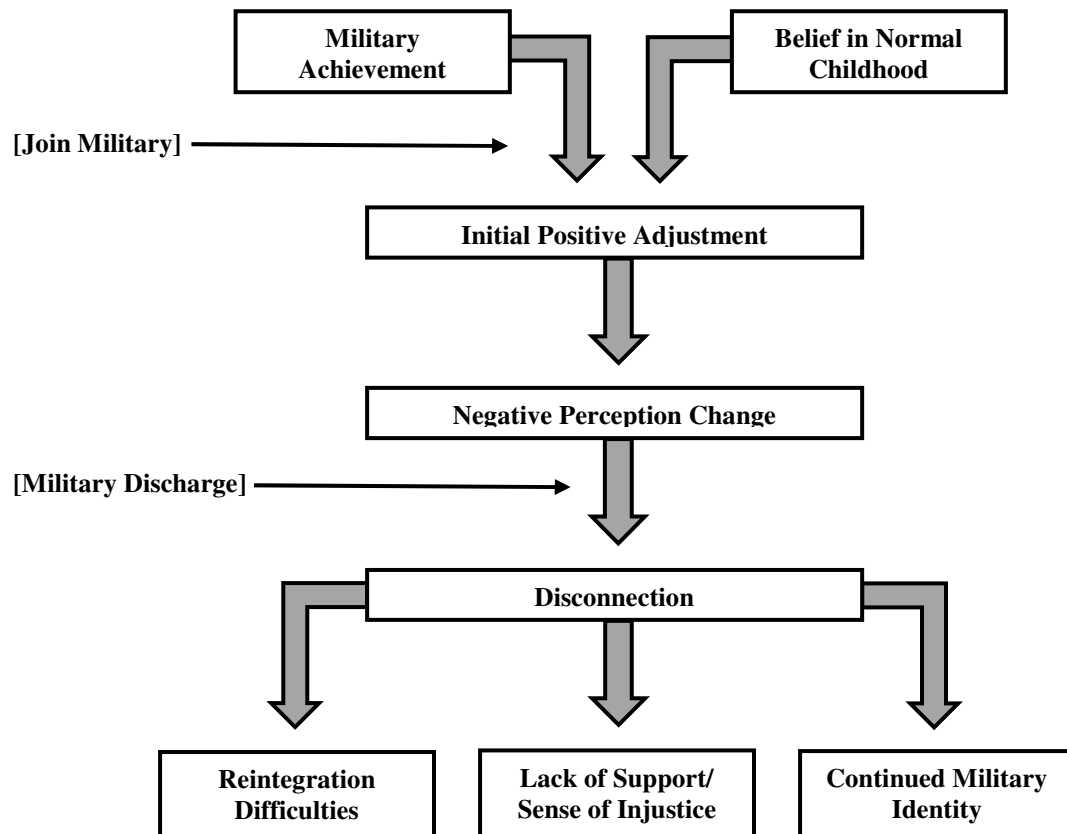 Military
Achievement
Belief in Normal
Childhood
[Join Military]
Initial Positive Adjustment
Negative Perception Change
[Military Discharge]
Disconnection
Reintegration
Difficulties
Lack of Support/
Sense of Injustice
Continued Military
Identity